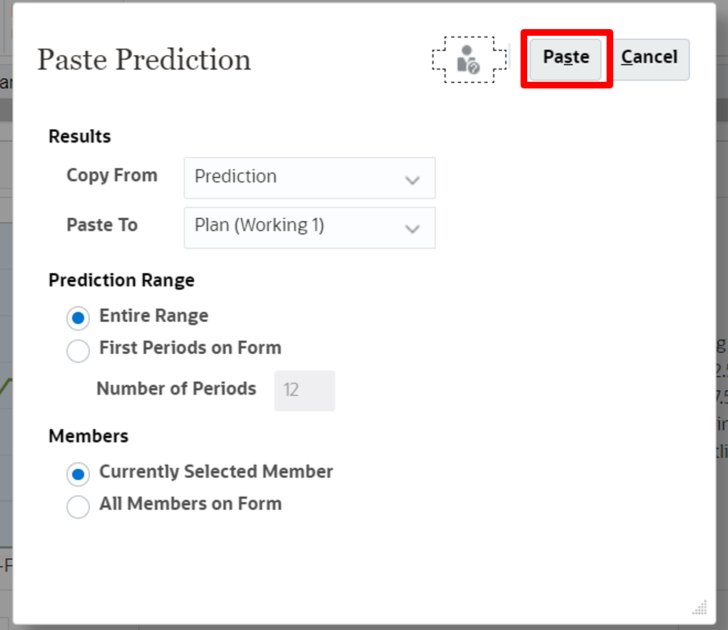 Paste Prediction
Paste
Cancel
Results
Copy From
Prediction
Paste To
Plan (Working 1)
Prediction Range
Entire Range
First Periods on Form
Number of Periods
12
Members
Currently Selected Member
All Members on Form